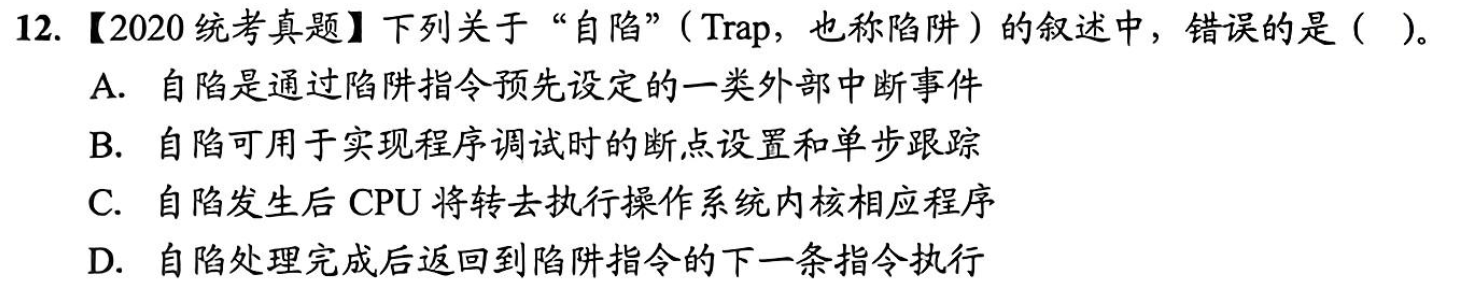 12. 【2020 统考真题】下列关于“自陷”（Trap，也称陷阱）的叙述中，错误的是（ ）。
A. 自陷是通过陷阱指令预先设定的一类外部中断事件
B. 自陷可用于实现程序调试时的断点设置和单步跟踪
C. 自陷发生后 CPU 将转去执行操作系统内核相应程序
D. 自陷处理完成后返回到陷阱指令的下一条指令执行